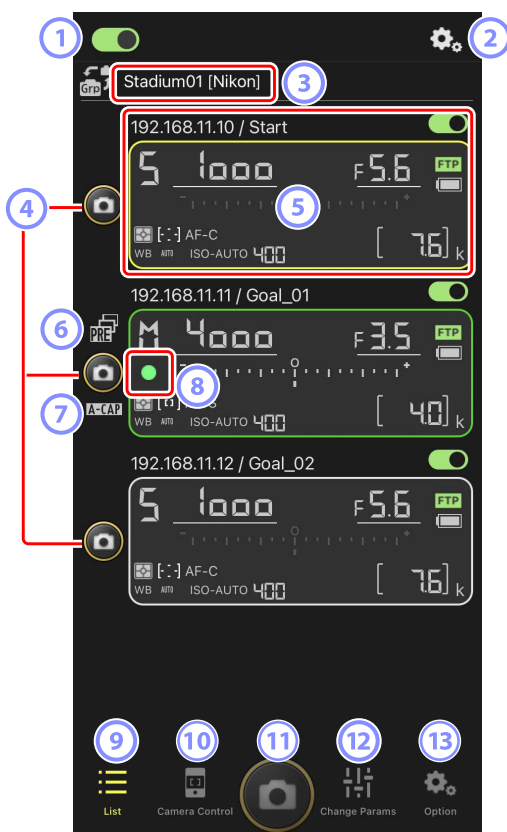 1
2
Grp Stadium01 [Nikon] 3
192.168.11.10 / Start
S 1000 F5.6 FTP
4
- 5 +
[ ] AF-C
WB AUTO ISO-AUTO 400 [ 7.6] k
192.168.11.11 / Goal_01
6 PRE M 4000 F3.5 FTP
8 - 0 +
7 A-CAP
WB AUTO ISO-AUTO 400 [ 4.0] k
192.168.11.12 / Goal_02
S 1000 F5.6 FTP
- 0 +
[ ] AF-C
WB AUTO ISO-AUTO 400 [ 7.6] k
9 10 11 12 13
List Camera Control Change Params Option